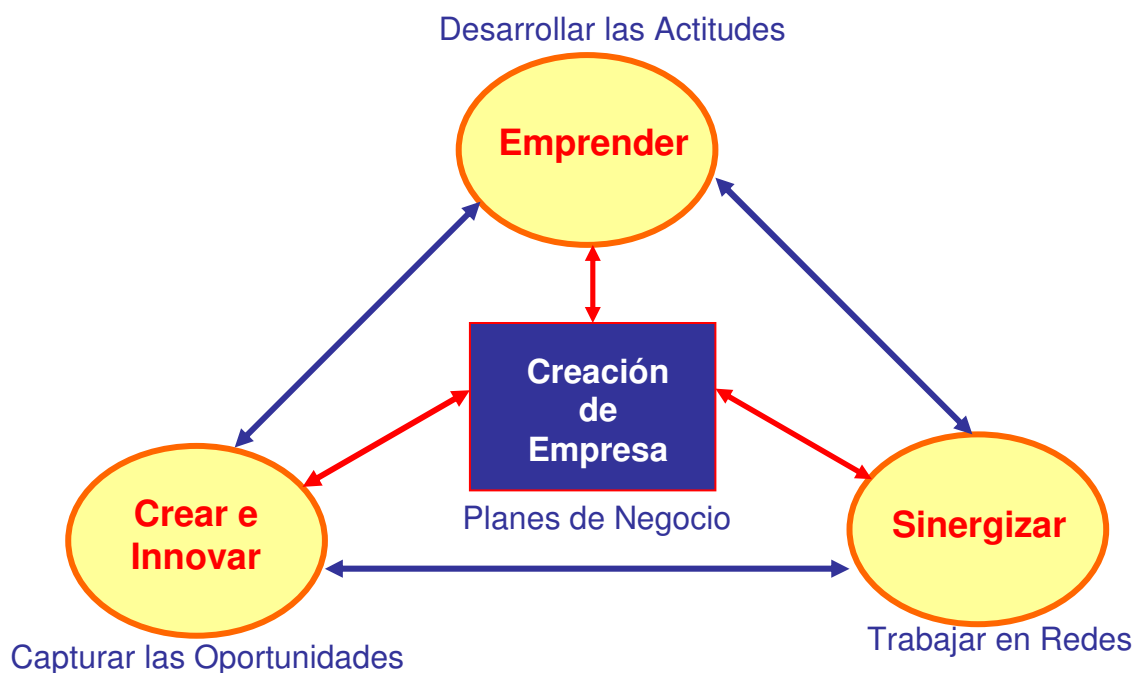 Desarrollar las Actitudes
Emprender
Creación
de
Empresa
Planes de Negocio
Crear e
Innovar
Capturar las Oportunidades
Sinergizar
Trabajar en Redes